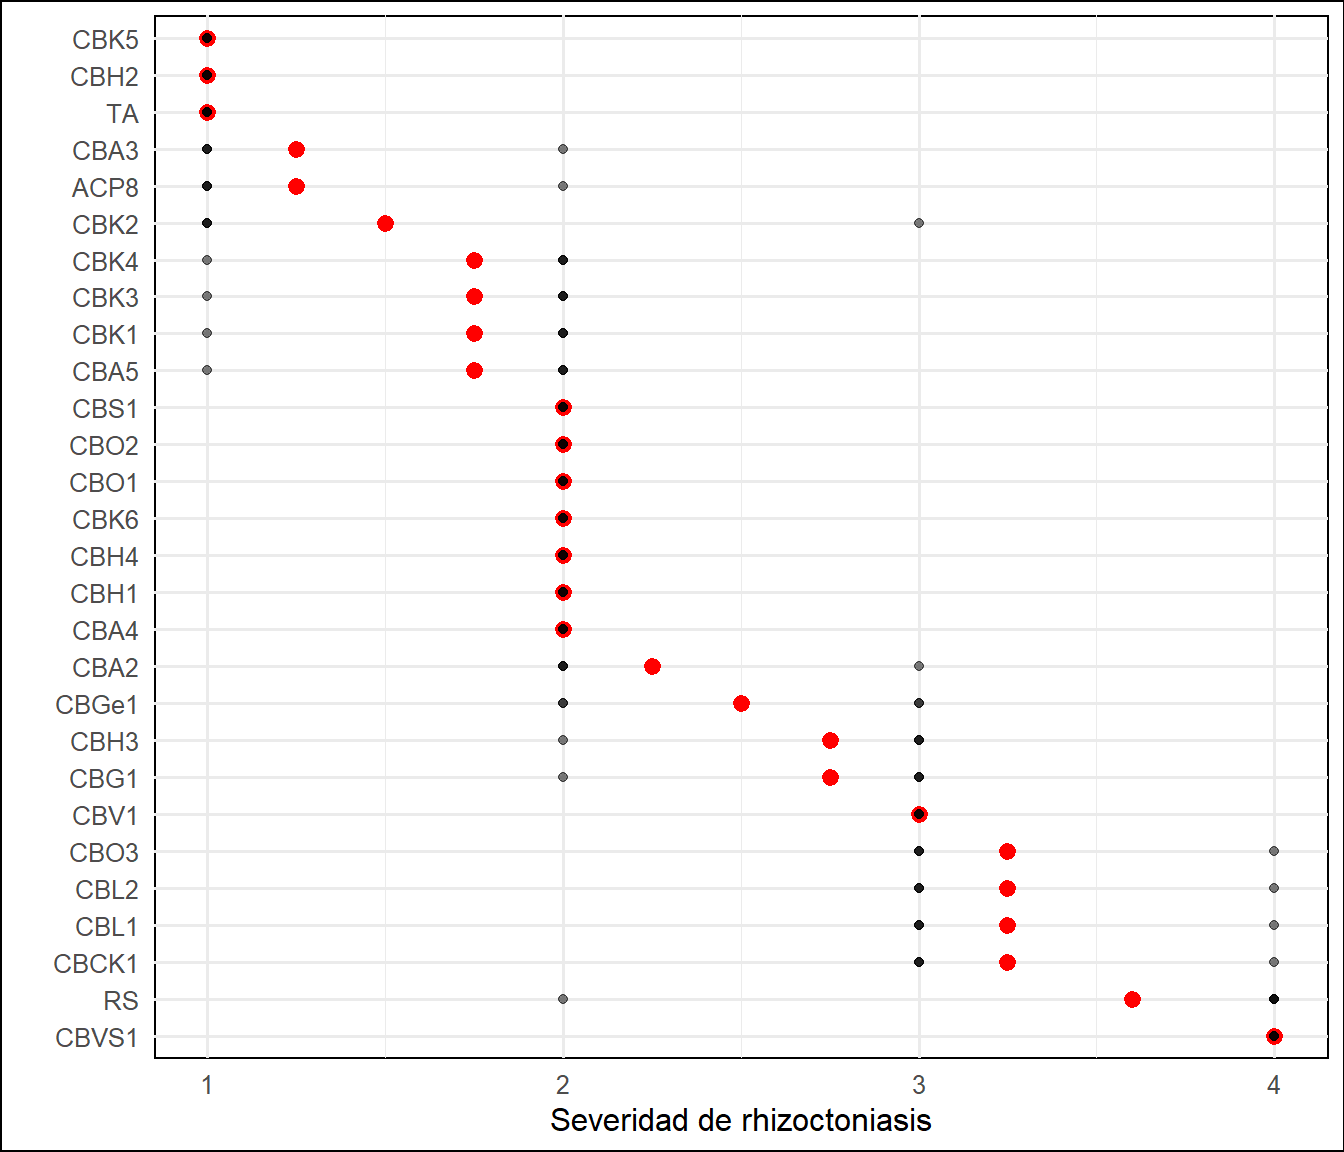 CBK5
CBH2
TA
CBA3
ACP8
CBK2
CBK4
CBK3
CBK1
CBA5
CBS1
CBO2
CBO1
CBK6
CBH4
CBH1
CBA4
CBA2
CBGe1
CBH3
CBG1
CBV1
CBO3
CBL2
CBL1
CBCK1
RS
CBVS1
1 2 3 4
Severidad de rhizoctoniasis